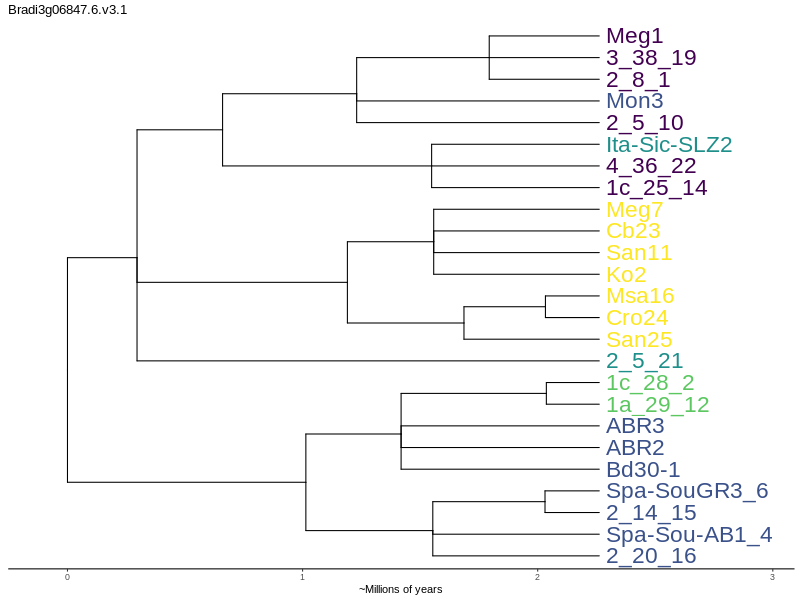 Bradi3g06847.6.v3.1
Meg1
3_38_19
2_8_1
Mon3
2_5_10
Ita-Sic-SLZ2
4_36_22
1c_25_14
Meg7
Cb23
San11
Ko2
Msa16
Cro24
San25
2_5_21
1c_28_2
1a_29_12
ABR3
ABR2
Bd30-1
Spa-SouGR3_6
2_14_15
Spa-Sou-AB1_4
2_20_16
0 1 2 3
~Millions of years